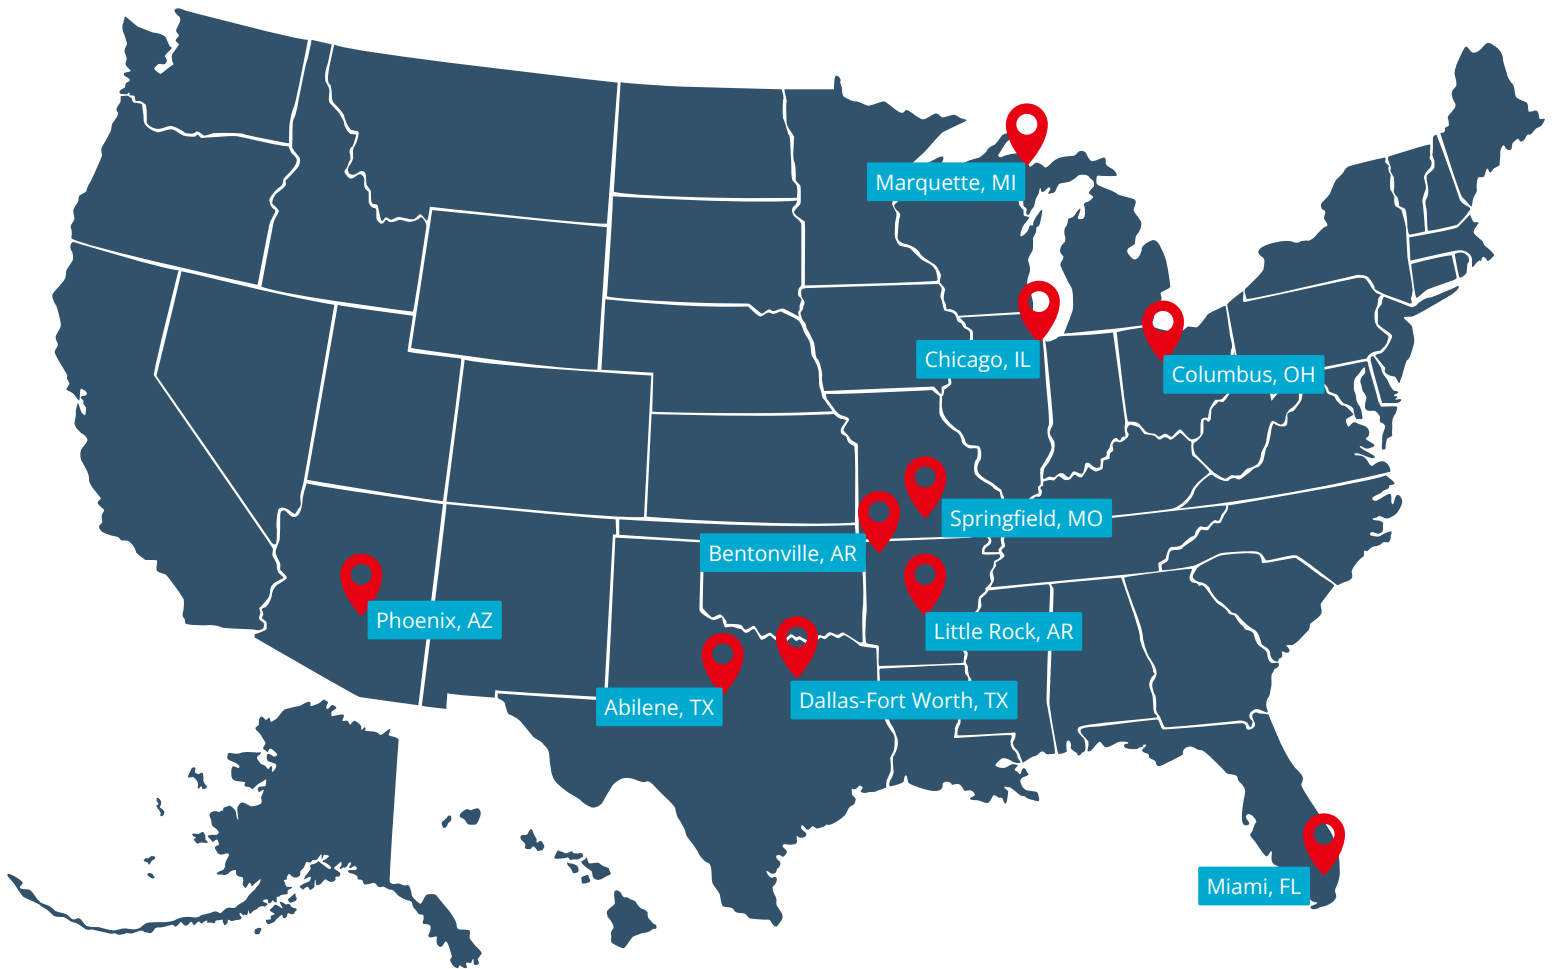 Marquette, MI
Chicago, IL
Columbus, OH
Springfield, MO
Bentonville, AR
Phoenix, AZ
Little Rock, AR
Abilene, TX
Dallas-Fort Worth, TX
Miami, FL